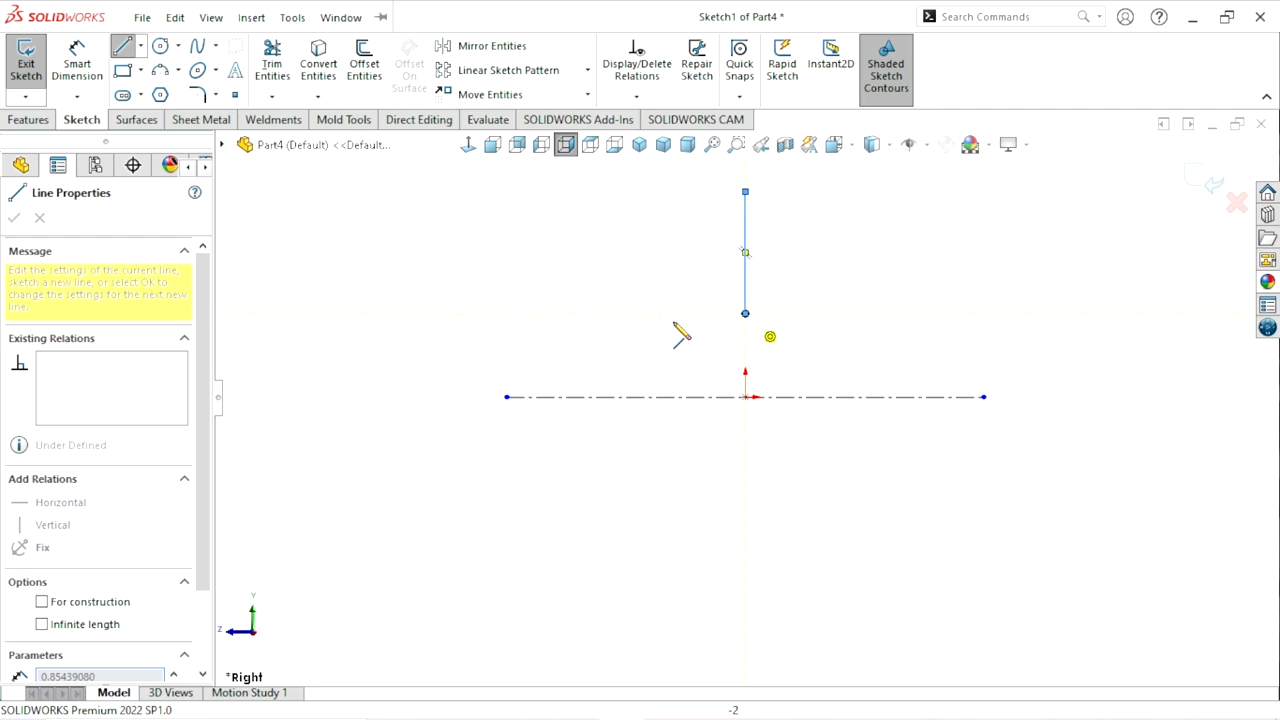 SOLIDWORKS File Edit View Insert Tools Window Sketch1 of Part4 * Search Commands
Exit Sketch
Smart Dimension
Trim Entities
Convert Entities
Offset Entities
Offset On Surface
Mirror Entities
Linear Sketch Pattern
Move Entities
Display/Delete Relations
Repair Sketch
Quick Snaps
Rapid Sketch
Instant2D
Shaded Sketch Contours
Features Sketch Surfaces Sheet Metal Weldments Mold Tools Direct Editing Evaluate SOLIDWORKS Add-Ins SOLIDWORKS CAM
Part4 (Default) <<Default...
Line Properties
Message
Edit the settings of the current line,
sketch a new line, or select OK to
change the settings for the next new
line.
Existing Relations
Under Defined
Add Relations
Horizontal
Vertical
Fix
Options
For construction
Infinite length
Parameters
0.85439080
Y
Z
*Right
Model 3D Views Motion Study 1
SOLIDWORKS Premium 2022 SP1.0 -2